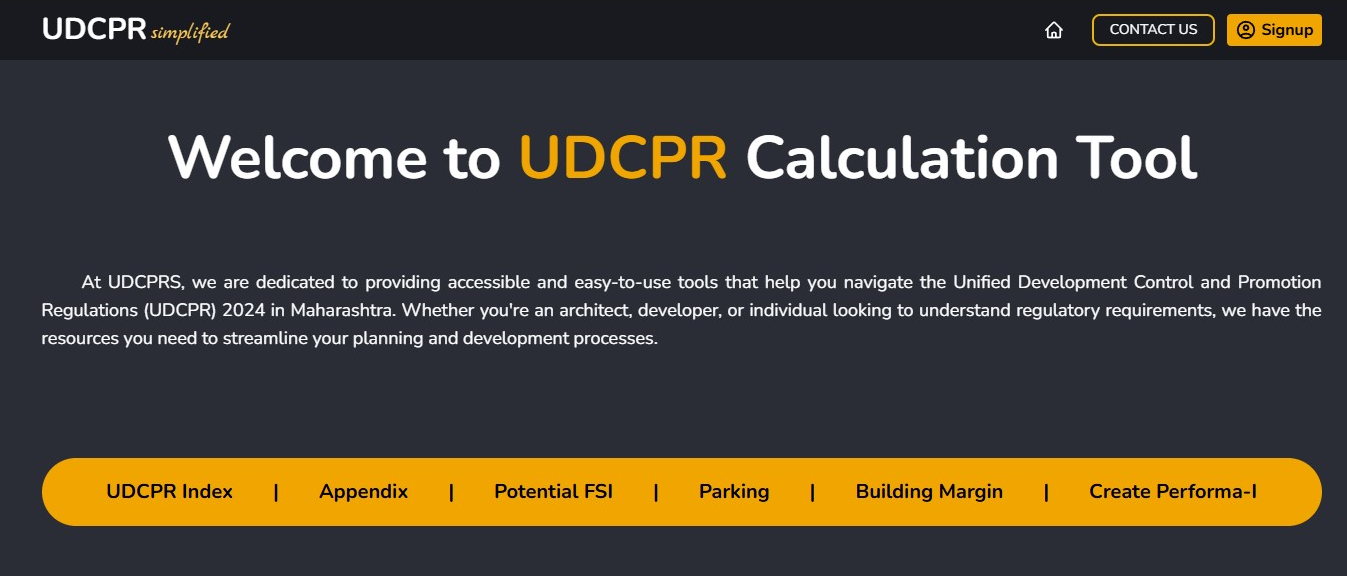 UDCPR simplified
CONTACT US
Signup
Welcome to UDCPR Calculation Tool
At UDCPRS, we are dedicated to providing accessible and easy-to-use tools that help you navigate the Unified Development Control and Promotion
Regulations (UDCPR) 2024 in Maharashtra. Whether you're an architect, developer, or individual looking to understand regulatory requirements, we have the
resources you need to streamline your planning and development processes.
UDCPR Index | Appendix | Potential FSI | Parking | Building Margin | Create Performa-I